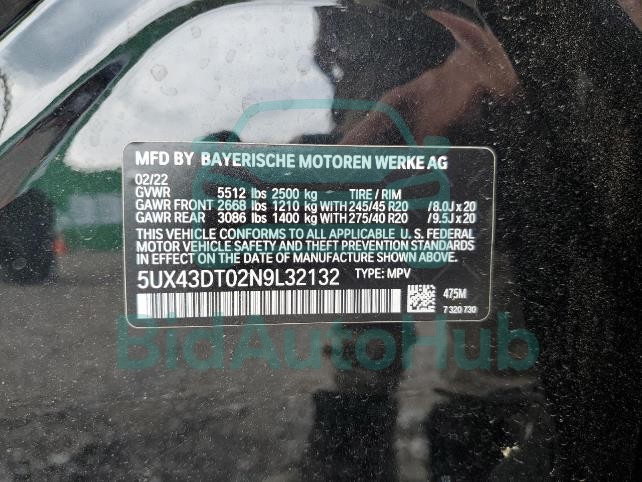 MFD BY BAYERISCHE MOTOREN WERKE AG
02/22
GVWR 5512 lbs 2500 kg TIRE / RIM
GAWR FRONT 2668 lbs 1210 kg WITH 245/45 R20 /8.0J x 20
GAWR REAR 3086 lbs 1400 kg WITH 275/40 R20 /9.5J x 20
THIS VEHICLE CONFORMS TO ALL APPLICABLE U. S. FEDERAL
MOTOR VEHICLE SAFETY AND THEFT PREVENTION STANDARDS
IN EFFECT ON THE DATE OF MANUFACTURE SHOWN ABOVE.
5UX43DT02N9L32132 TYPE: MPV
475M
7 320 730
BidAutoHub